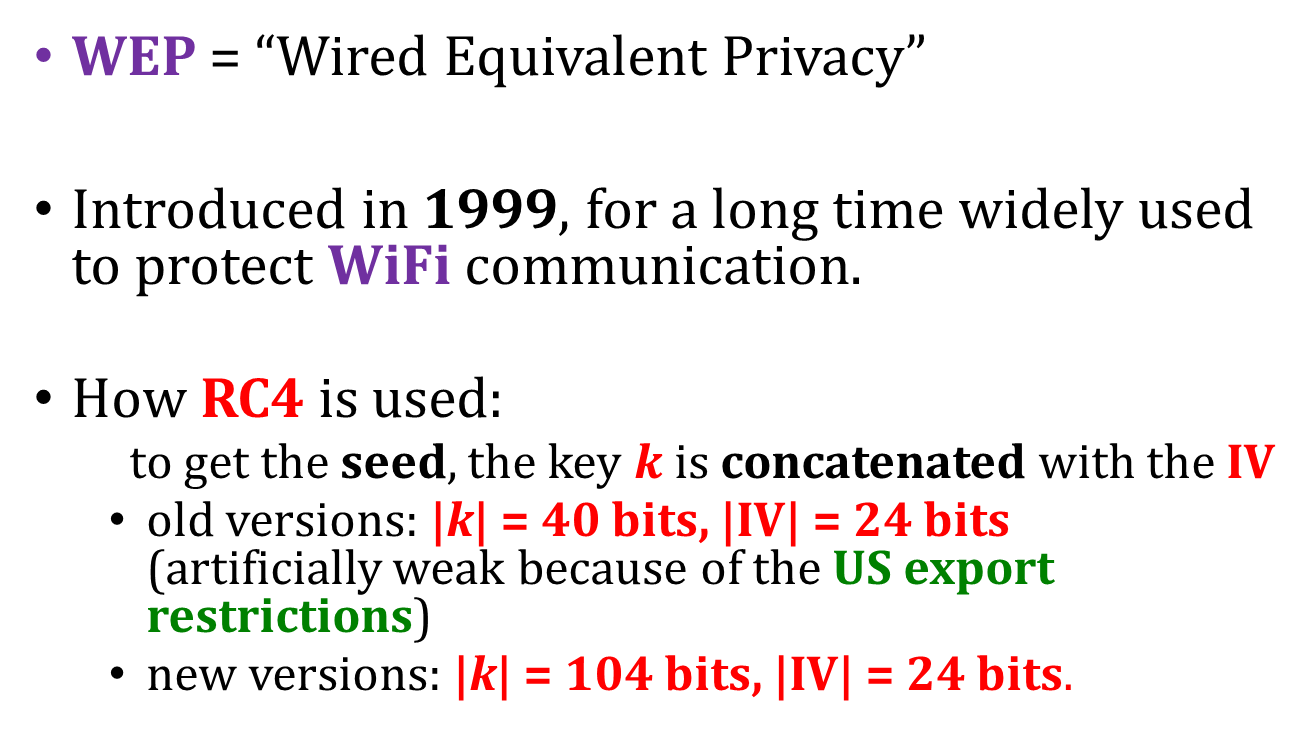 • WEP = “Wired Equivalent Privacy”
• Introduced in 1999, for a long time widely used
to protect WiFi communication.
• How RC4 is used:
to get the seed, the key k is concatenated with the IV
• old versions: |k| = 40 bits, |IV| = 24 bits
(artificially weak because of the US export
restrictions)
• new versions: |k| = 104 bits, |IV| = 24 bits.